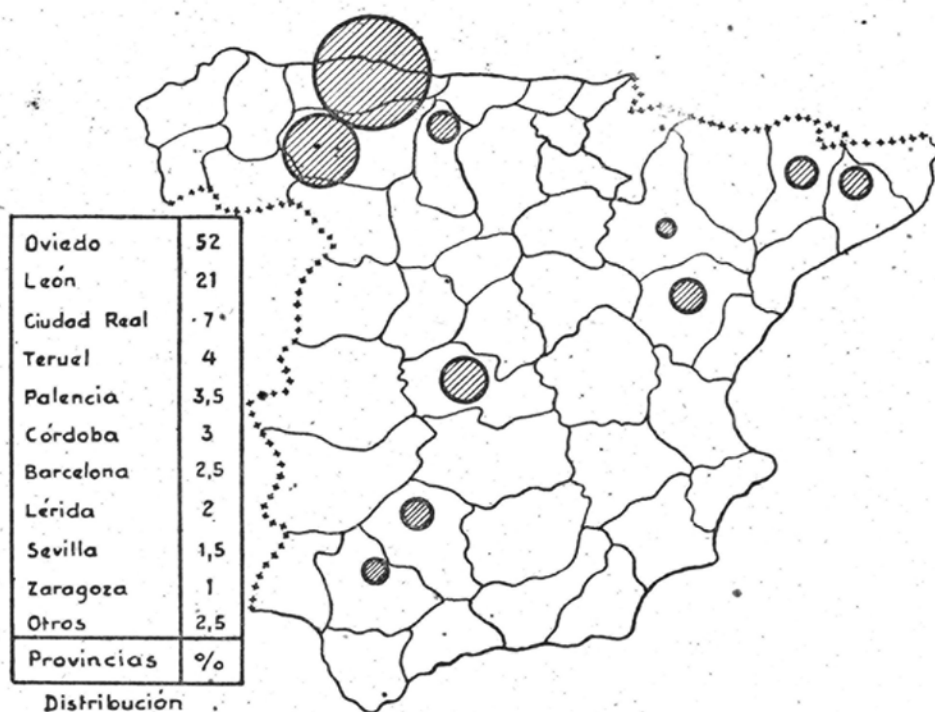 Oviedo 52
León 21
Ciudad Real 7
Teruel 4
Palencia 3,5
Córdoba 3
Barcelona 2,5
Lérida 2
Sevilla 1,5
Zaragoza 1
Otros 2,5
Provincias %
Distribución